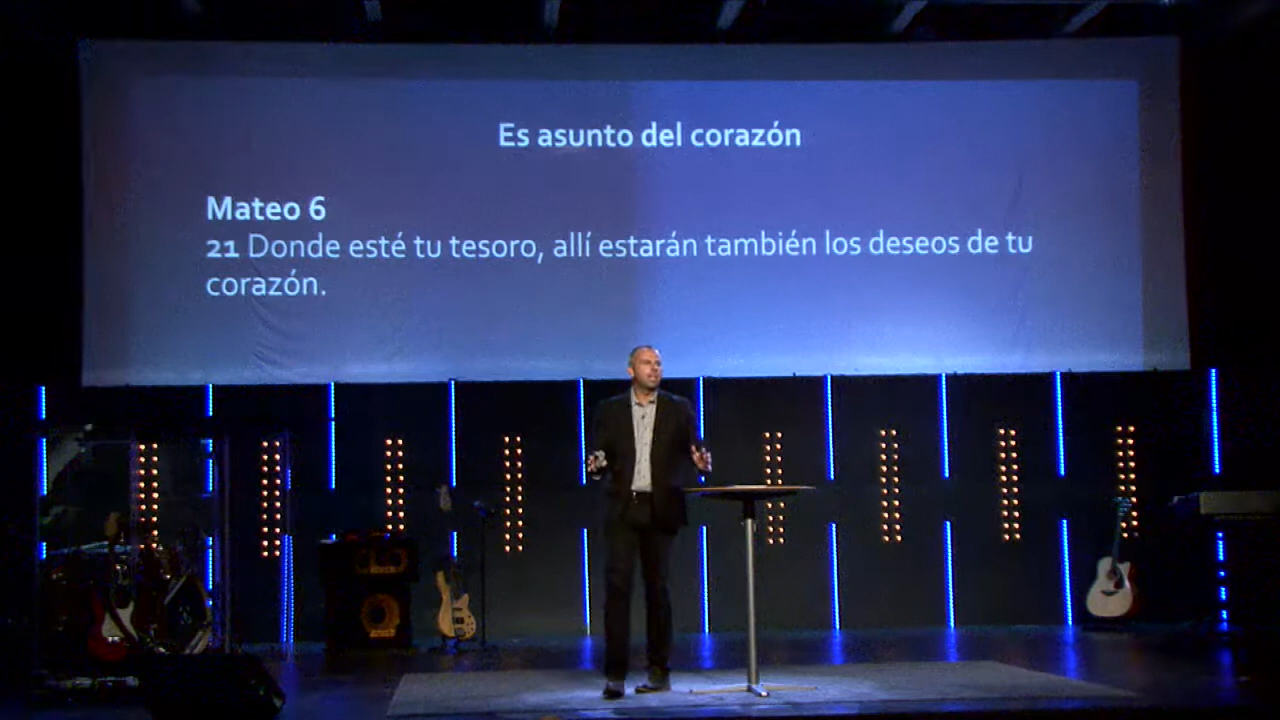 Es asunto del corazón
Mateo 6
21 Donde esté tu tesoro, allí estarán también los deseos de tu
corazón.